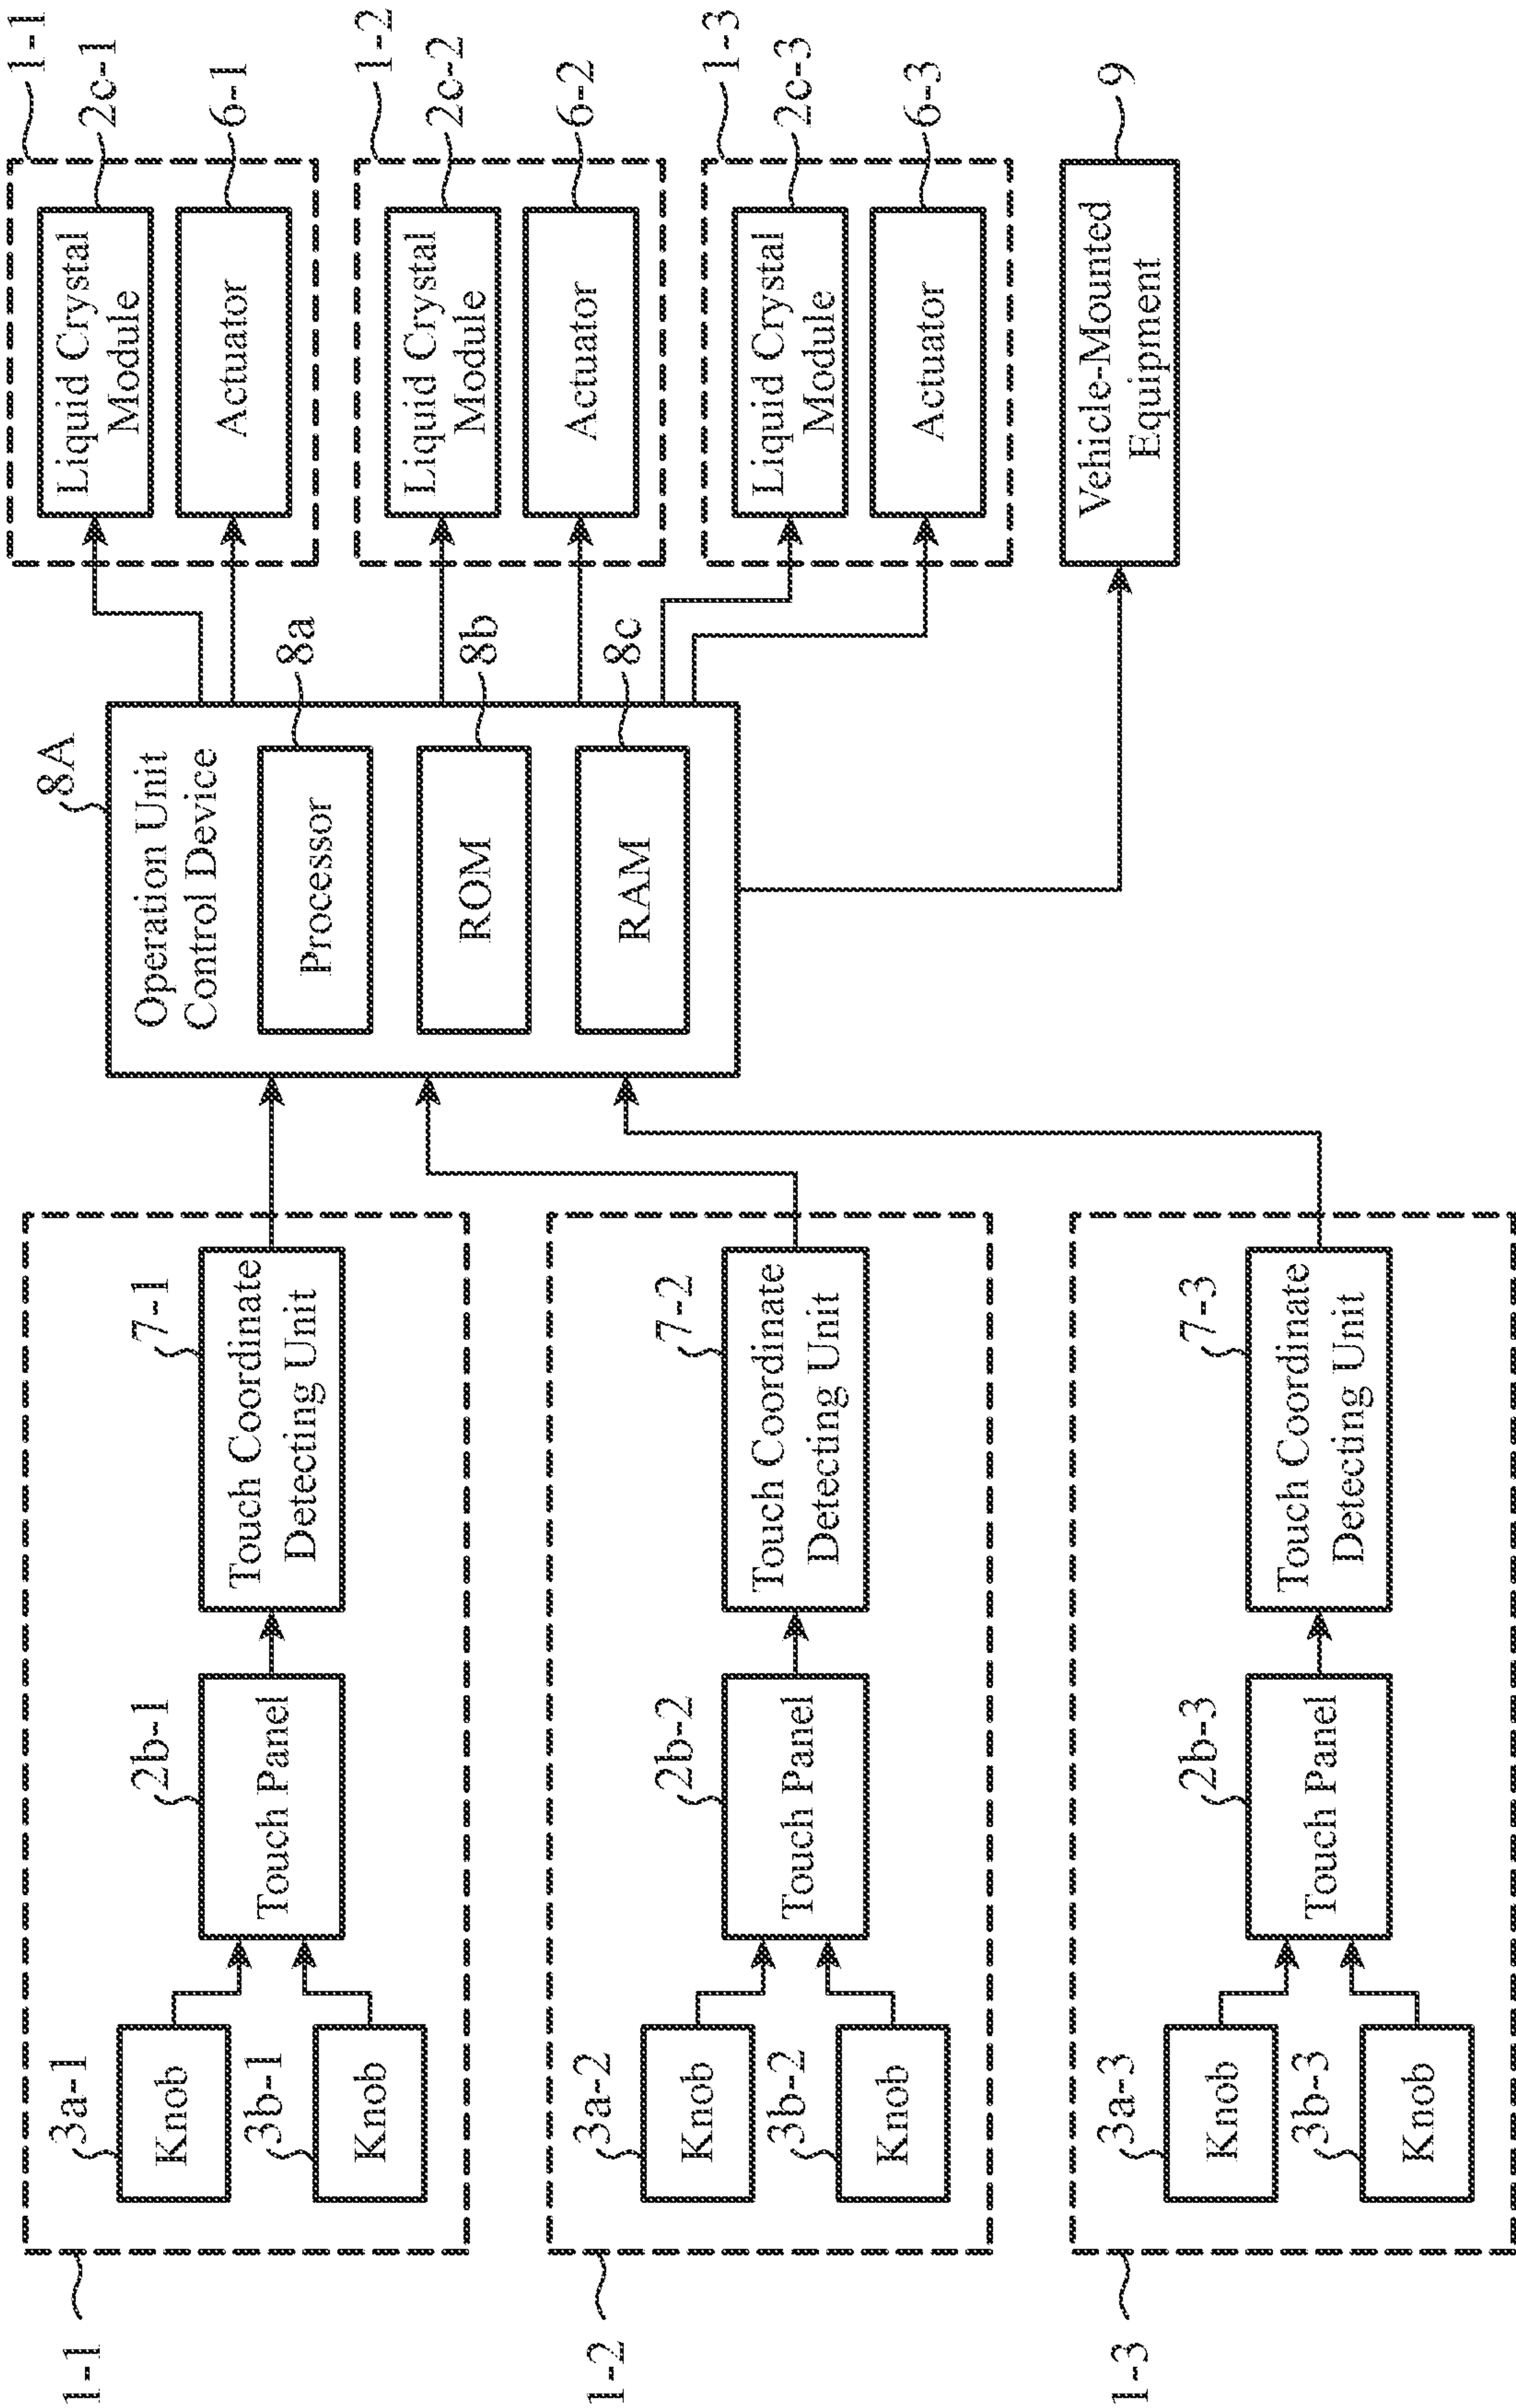 1-1
3a-1
Knob
3b-1
Knob
2b-1
Touch Panel
7-1
Touch Coordinate
Detecting Unit
1-2
3a-2
Knob
3b-2
Knob
2b-2
Touch Panel
7-2
Touch Coordinate
Detecting Unit
1-3
3a-3
Knob
3b-3
Knob
2b-3
Touch Panel
7-3
Touch Coordinate
Detecting Unit
8A
Operation Unit
Control Device
Processor
8a
ROM
8b
RAM
8c
1-1
Liquid Crystal
Module
2c-1
Actuator
6-1
1-2
Liquid Crystal
Module
2c-2
Actuator
6-2
1-3
Liquid Crystal
Module
2c-3
Actuator
6-3
Vehicle-Mounted
Equipment
9